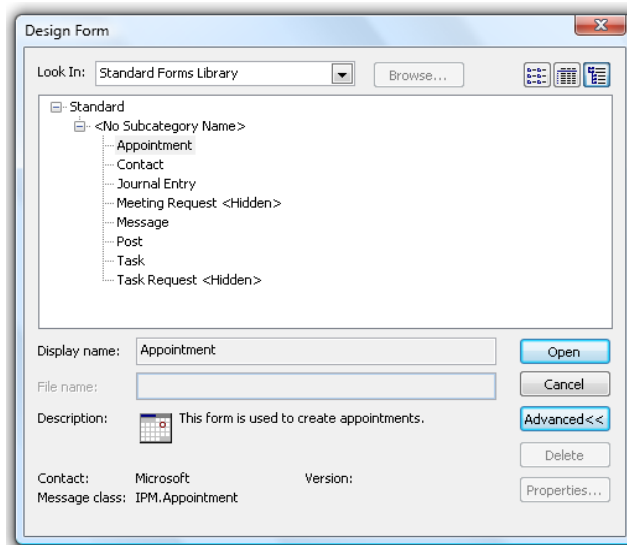 Design Form
Look In: Standard Forms Library Browse...
Standard
<No Subcategory Name>
Appointment
Contact
Journal Entry
Meeting Request <Hidden>
Message
Post
Task
Task Request <Hidden>
Display name: Appointment Open
File name: Cancel
Description: This form is used to create appointments. Advanced<<
Delete
Contact: Microsoft Version:
Properties...
Message class: IPM.Appointment